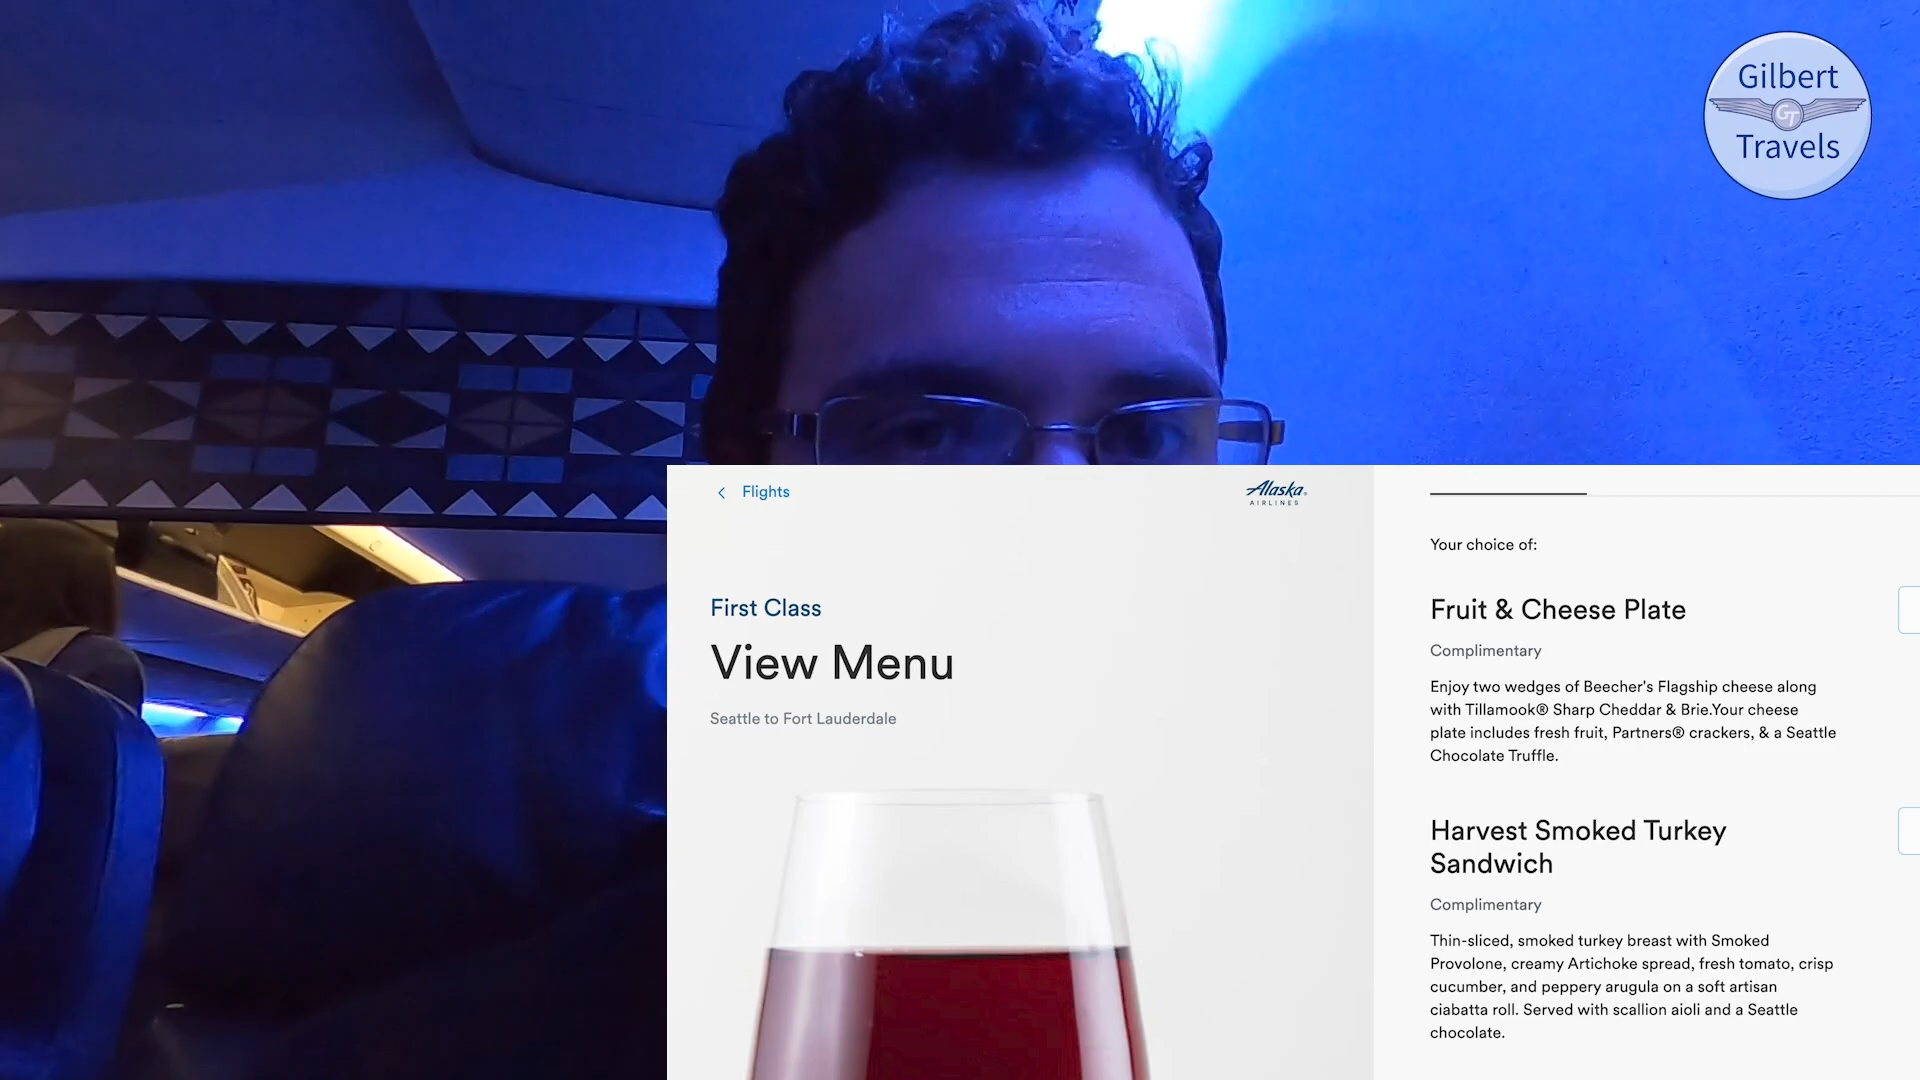 Gilbert
GT
Travels
Flights
Alaska
AIRLINES
First Class
View Menu
Seattle to Fort Lauderdale
Your choice of:
Fruit & Cheese Plate
Complimentary
Enjoy two wedges of Beecher's Flagship cheese along
with Tillamook® Sharp Cheddar & Brie.Your cheese
plate includes fresh fruit, Partners® crackers, & a Seattle
Chocolate Truffle.
Harvest Smoked Turkey
Sandwich
Complimentary
Thin-sliced, smoked turkey breast with Smoked
Provolone, creamy Artichoke spread, fresh tomato, crisp
cucumber, and peppery arugula on a soft artisan
ciabatta roll. Served with scallion aioli and a Seattle
chocolate.